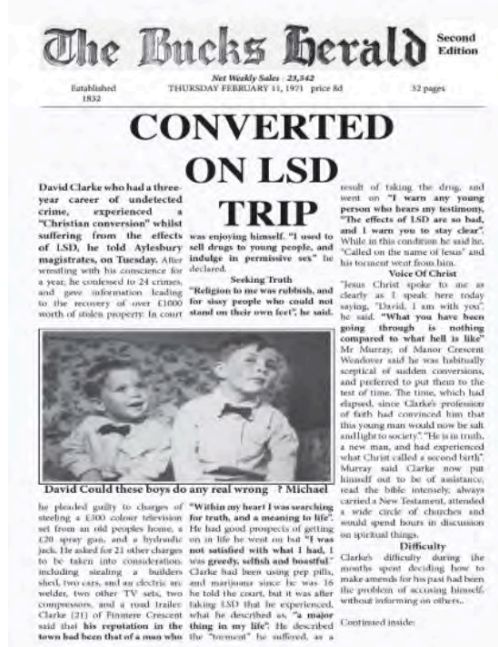 The Bucks Herald
Second
Edition
Net Weekly Sales : 23,542
Established
1832
THURSDAY FEBRUARY 11, 1971 price 8d
32 pages
CONVERTED
ON LSD
TRIP
David Clarke who had a three-
year career of undetected
crime, experienced a
"Christian conversion" whilst
suffering from the effects
of LSD, he told Aylesbury
magistrates, on Tuesday. After
wrestling with his conscience for
a year, he confessed to 24 crimes,
and gave information leading
to the recovery of over £1000
worth of stolen property. In court
he pleaded guilty to charges of
steeling a £300 colour television
set from an old peoples home, a
£20 spray gun, and a hydraulic
jack. He asked for 21 other charges
to be taken into consideration,
including stealing a builders
shed, two cars, and an electric arc
welder, two other TV sets, two
compressors, and a road trailer.
Clarke (21) of Finmere Crescent
said that his reputation in the
town had been that of a man who
was enjoying himself. "I used to
sell drugs to young people, and
indulge in permissive sex" he
declared.
Seeking Truth
"Religion to me was rubbish, and
for sissy people who could not
stand on their own feet", he said.
David Could these boys do any real wrong ? Michael
"Within my heart I was searching
for truth, and a meaning to life".
He had good prospects of getting
on in life he went on but "I was
not satisfied with what I had, I
was greedy, selfish and boastful."
Clarke had been using pep pills,
and marijuana since he was 16
he told the court, but it was after
taking LSD that he experienced,
what he described as, "a major
thing in my life". He described
the "torment" he suffered, as a
result of taking the drug, and
went on "I warn any young
person who hears my testimony,
"The effects of LSD are so bad,
and I warn you to stay clear".
While in this condition he said he,
"Called on the name of Jesus" and
his torment went from him.
Voice Of Christ
"Jesus Christ spoke to me as
clearly as I speak here today
saying, "David, I am with you",
he said. "What you have been
going through is nothing
compared to what hell is like"
Mr Murray, of Manor Crescent
Wendover said he was habitually
sceptical of sudden conversions,
and preferred to put them to the
test of time. The time, which had
elapsed, since Clarke's profession
of faith had convinced him that
this young man would now be salt
and light to society". "He is in truth,
a new man, and had experienced
what Christ called a second birth".
Murray said Clarke now put
himself out to be of assistance,
read the bible intensely, always
carried a New Testament, attended
a wide circle of churches and
would spend hours in discussion
on spiritual things.
Difficulty
Clarke's difficulty during the
months spent deciding how to
make amends for his past had been
the problem of accusing himself,
without informing on others..
Continued inside: